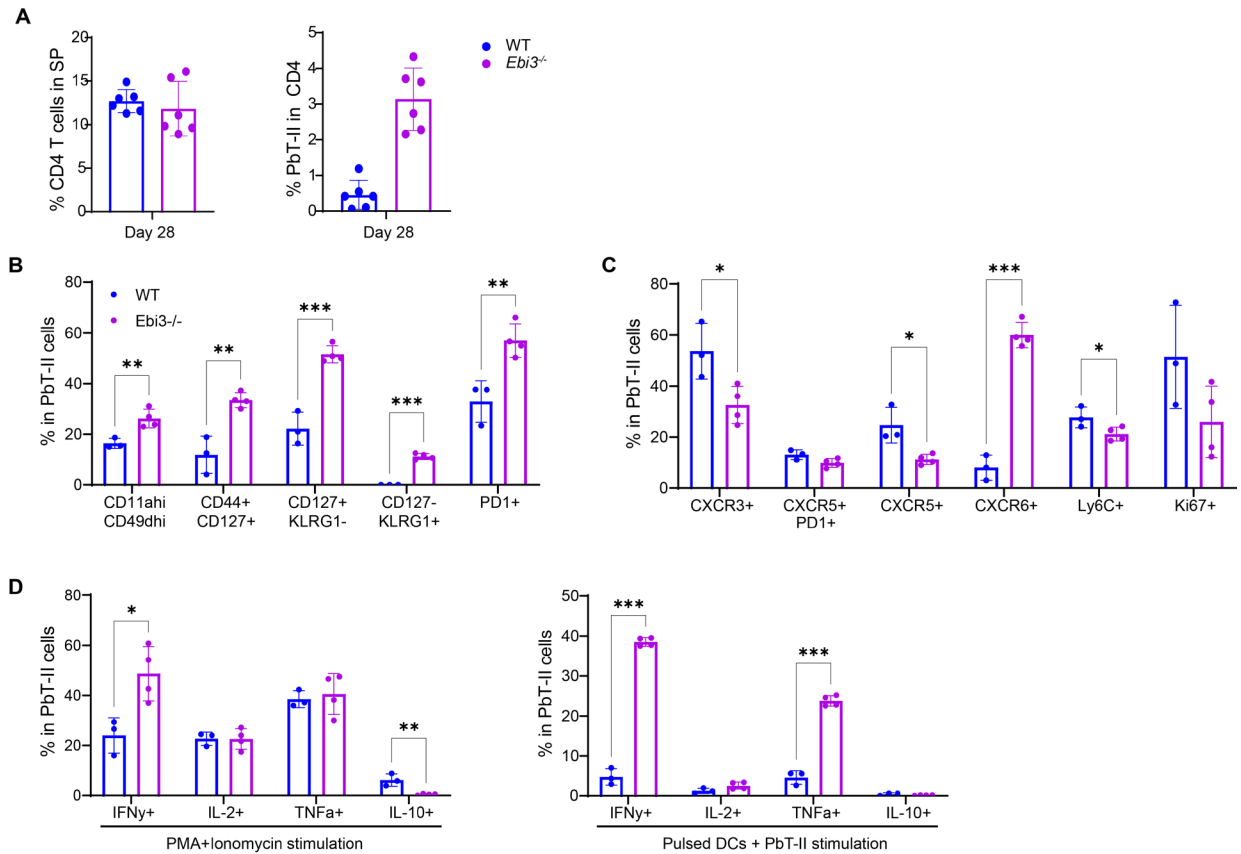 A
% CD4 T cells in SP
20
15
10
5
0
Day 28
% PbT-II in CD4
5
4
3
2
1
0
Day 28
WT
Ebi3-/-
B
% in PbT-II cells
80
60
40
20
0
WT
Ebi3-/-
**
**
***
***
**
CD11ahi
CD49dhi
CD44+
CD127+
CD127+
KLRG1-
CD127-
KLRG1+
PD1+
C
% in PbT-II cells
80
60
40
20
0
*
*
***
*
CXCR3+
CXCR5+
PD1+
CXCR5+
CXCR6+
Ly6C+
Ki67+
D
% in PbT-II cells
80
60
40
20
0
*
**
IFNy+
IL-2+
TNFa+
IL-10+
PMA+Ionomycin stimulation
% in PbT-II cells
50
40
30
20
10
0
***
***
IFNy+
IL-2+
TNFa+
IL-10+
Pulsed DCs + PbT-II stimulation